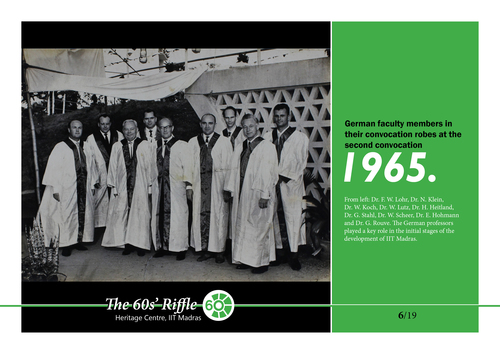 German faculty members in
their convocation robes at the
second convocation
1965.
From left: Dr. F. W. Lohr, Dr. N. Klein,
Dr. W. Koch, Dr. W. Lutz, Dr. H. Heitland,
Dr. G. Stahl, Dr. W. Scheer, Dr. E. Holtmann
and Dr. G. Rouve. The German professors
played a key role in the initial stages of the
development of IIT Madras.
The 60s' Riffle
60
Heritage Centre, IIT Madras
6/19